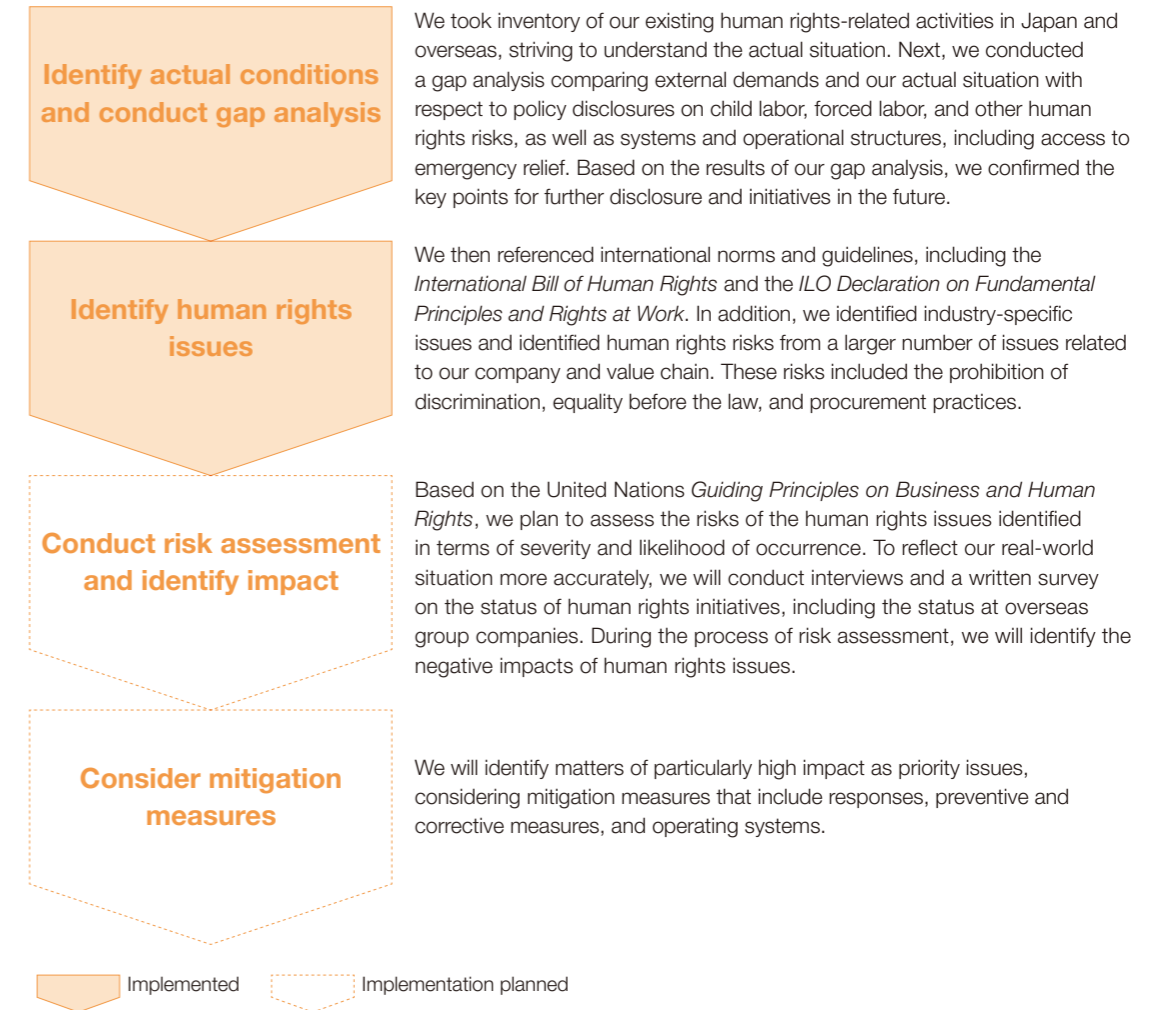 Identify actual conditions
and conduct gap analysis
We took inventory of our existing human rights-related activities in Japan and
overseas, striving to understand the actual situation. Next, we conducted
a gap analysis comparing external demands and our actual situation with
respect to policy disclosures on child labor, forced labor, and other human
rights risks, as well as systems and operational structures, including access to
emergency relief. Based on the results of our gap analysis, we confirmed the
key points for further disclosure and initiatives in the future.
Identify human rights
issues
We then referenced international norms and guidelines, including the
International Bill of Human Rights and the ILO Declaration on Fundamental
Principles and Rights at Work. In addition, we identified industry-specific
issues and identified human rights risks from a larger number of issues related
to our company and value chain. These risks included the prohibition of
discrimination, equality before the law, and procurement practices.
Conduct risk assessment
and identify impact
Based on the United Nations Guiding Principles on Business and Human
Rights, we plan to assess the risks of the human rights issues identified
in terms of severity and likelihood of occurrence. To reflect our real-world
situation more accurately, we will conduct interviews and a written survey
on the status of human rights initiatives, including the status at overseas
group companies. During the process of risk assessment, we will identify the
negative impacts of human rights issues.
Consider mitigation
measures
We will identify matters of particularly high impact as priority issues,
considering mitigation measures that include responses, preventive and
corrective measures, and operating systems.
Implemented
Implementation planned